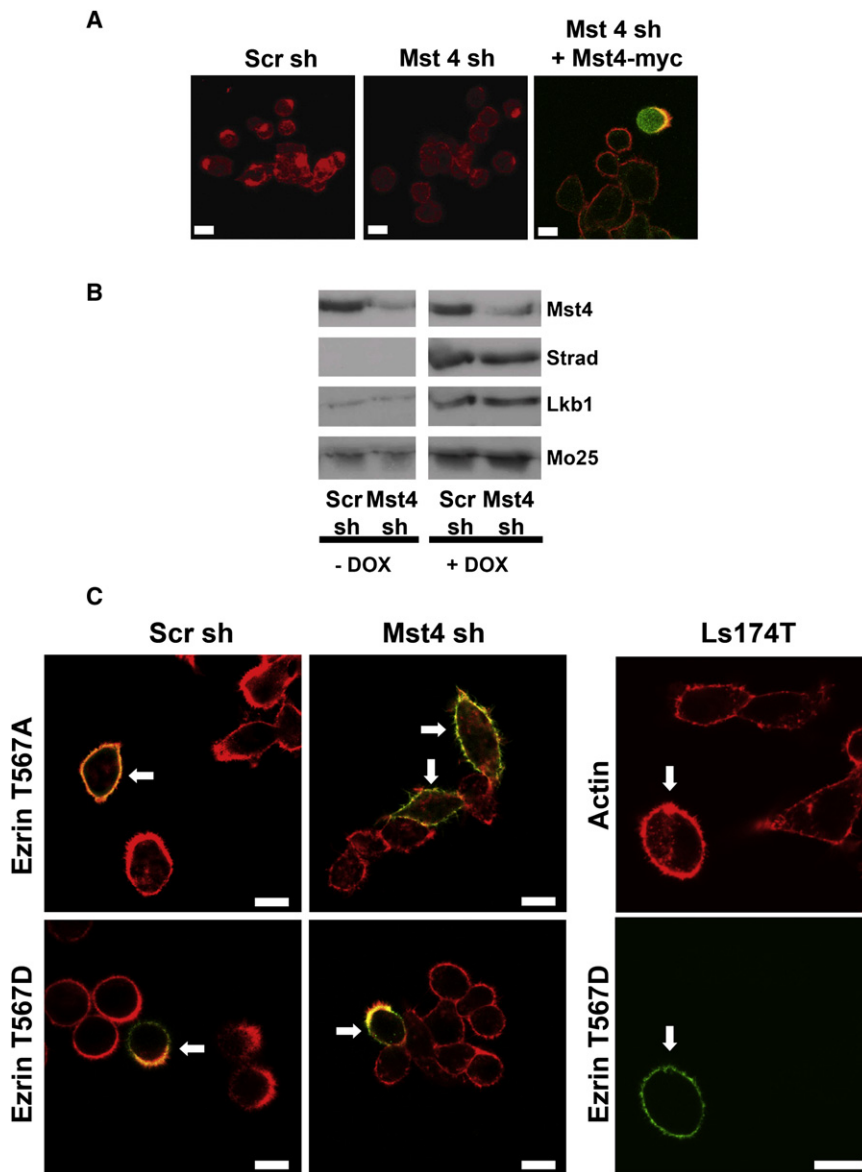 A
Scr sh
Mst 4 sh
Mst 4 sh
+ Mst4-myc
B
Mst4
Strad
Lkb1
Mo25
Scr Mst4 Scr Mst4
sh sh sh sh
- DOX + DOX
C
Scr sh
Mst4 sh
Ls174T
Ezrin T567A
Actin
Ezrin T567D
Ezrin T567D